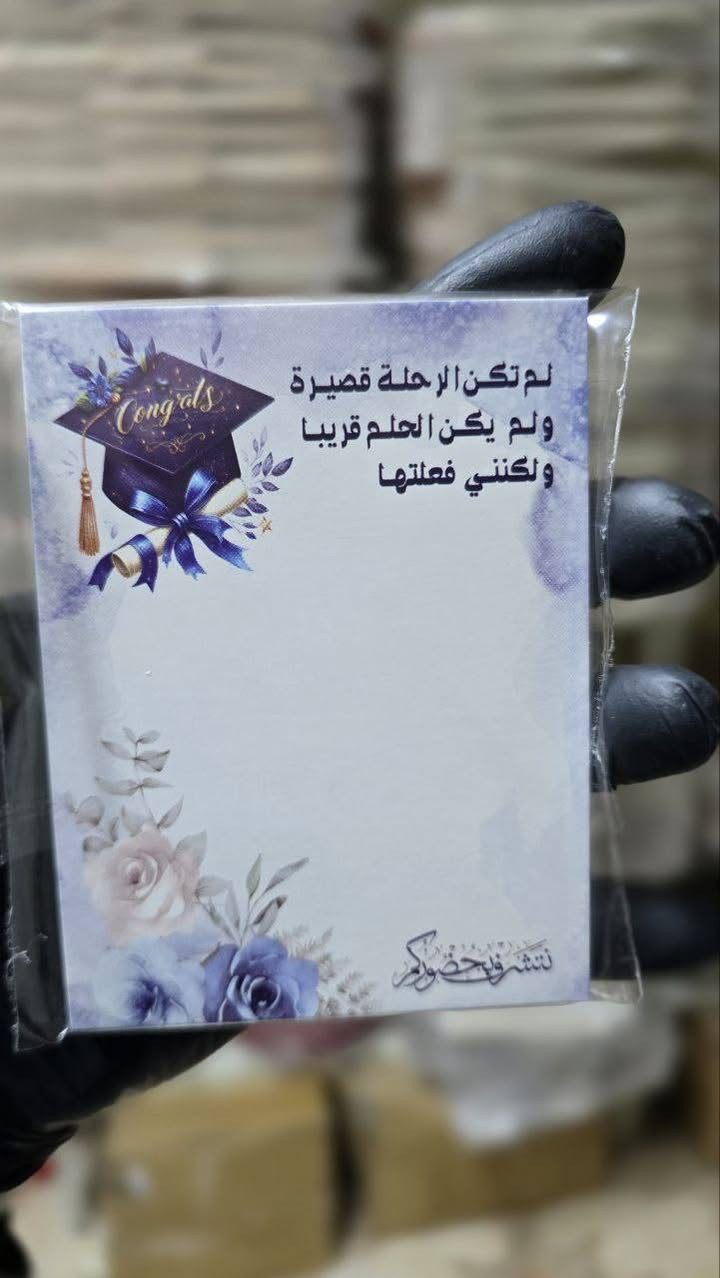 Congrats
لم تكن الرحلة قصيرة
ولم يكن الحلم قريبا
ولكنني فعلتها
نتشرف بحضوركم